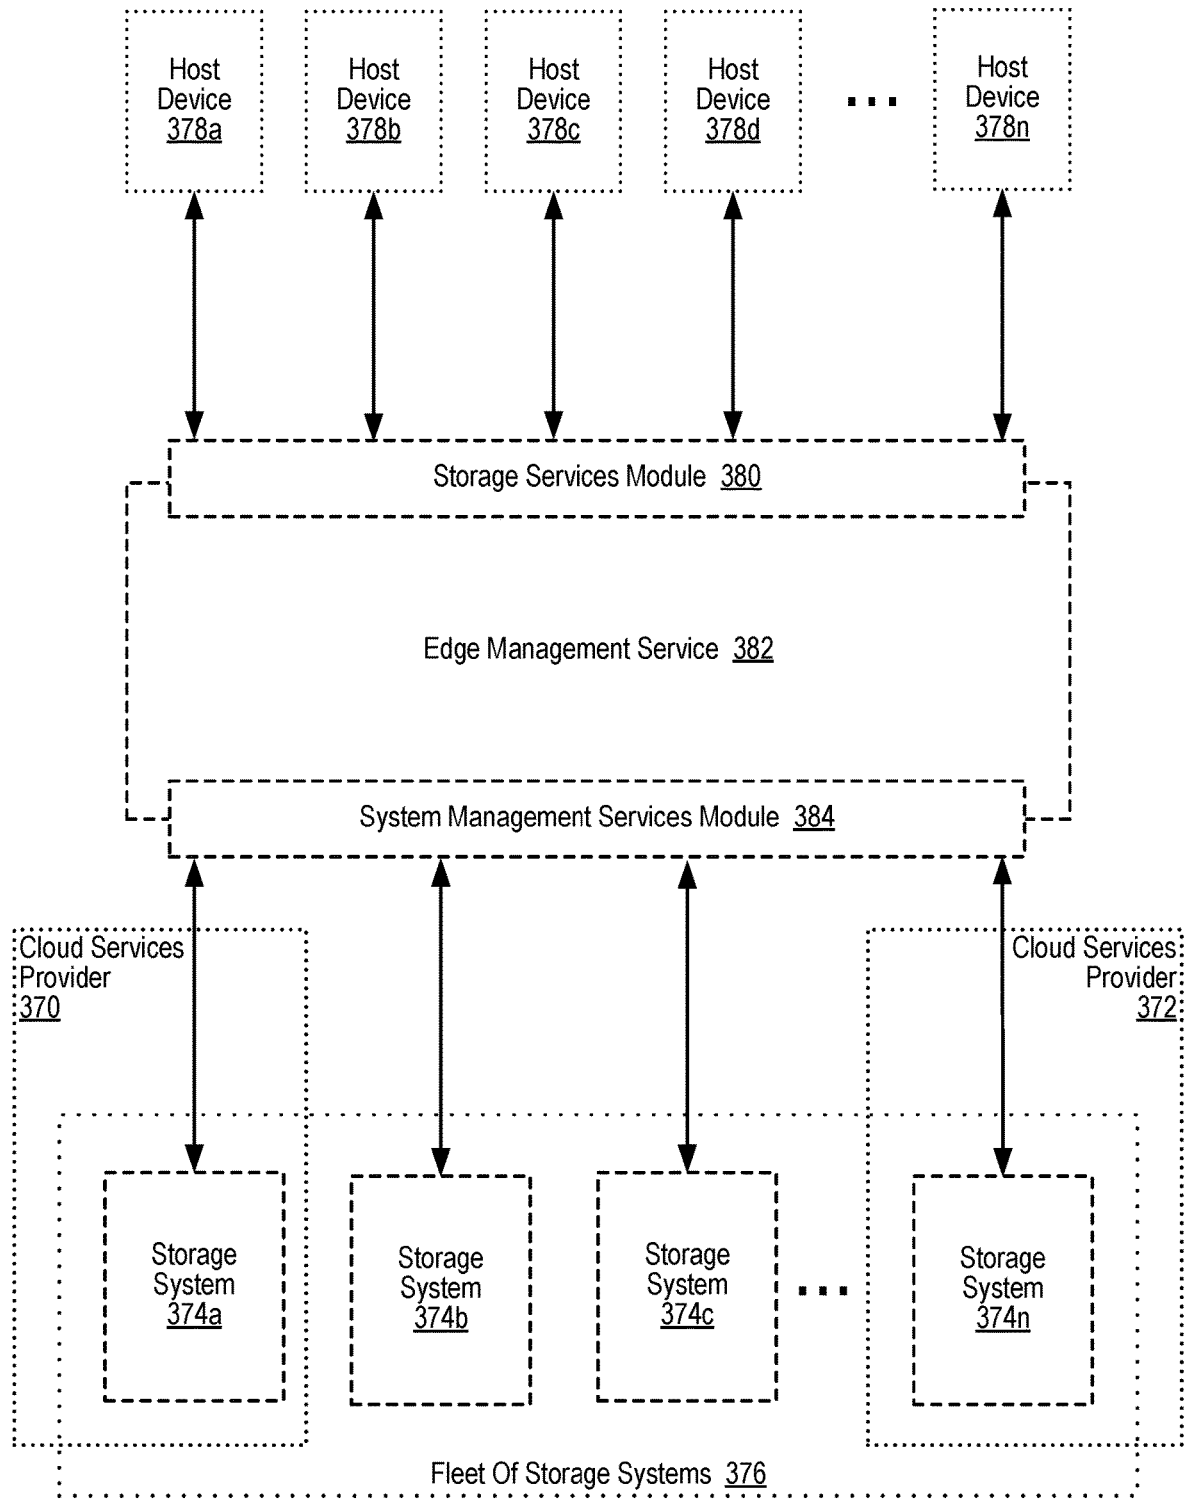 Host
Device
378a
Host
Device
378b
Host
Device
378c
Host
Device
378d
Host
Device
378n
Storage Services Module 380
Edge Management Service 382
System Management Services Module 384
Cloud Services
Provider
370
Cloud Services
Provider
372
Storage
System
374a
Storage
System
374b
Storage
System
374c
Storage
System
374n
Fleet Of Storage Systems 376